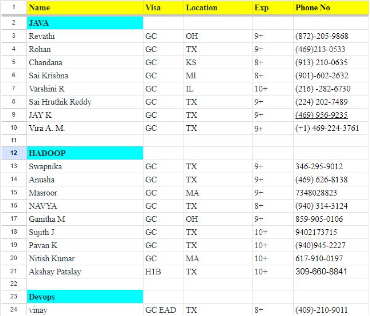 1 Name Visa Location Exp Phone No
2 JAVA
3 Revathi GC OH 9+ (872)-205-9868
4 Rohan GC TX 9+ (469)213-0533
5 Chandana GC KS 8+ (913) 210-0635
6 Sai Krishna GC MI 8+ (901)-602-2632
7 Varshini R GC IL 10+ (216) -282-6730
8 Sai Hruthik Reddy GC TX 9+ (224) 202-7489
9 JAY K GC TX 9+ (469) 956-9235
10 Vira A. M. GC TX 9+ (+1) 469-224-3761
11
12 HADOOP
13 Swapnika GC TX 9+ 346-295-9012
14 Anusha GC TX 9+ (469) 626-8138
15 Masroor GC MA 9+ 7348028823
16 NAVYA GC TX 8+ (940) 314-3124
17 Ganitha M GC OH 9+ 859-905-0106
18 Sujith J GC TX 10+ 9402173715
19 Pavan K GC TX 10+ (940)945-2227
20 Nitish Kumar GC MA 10+ 617-910-0197
21 Akshay Patalay H1B TX 10+ 309-660-8841
22
23 Devops
24 vinay GC EAD TX 8+ (409)-210-9011